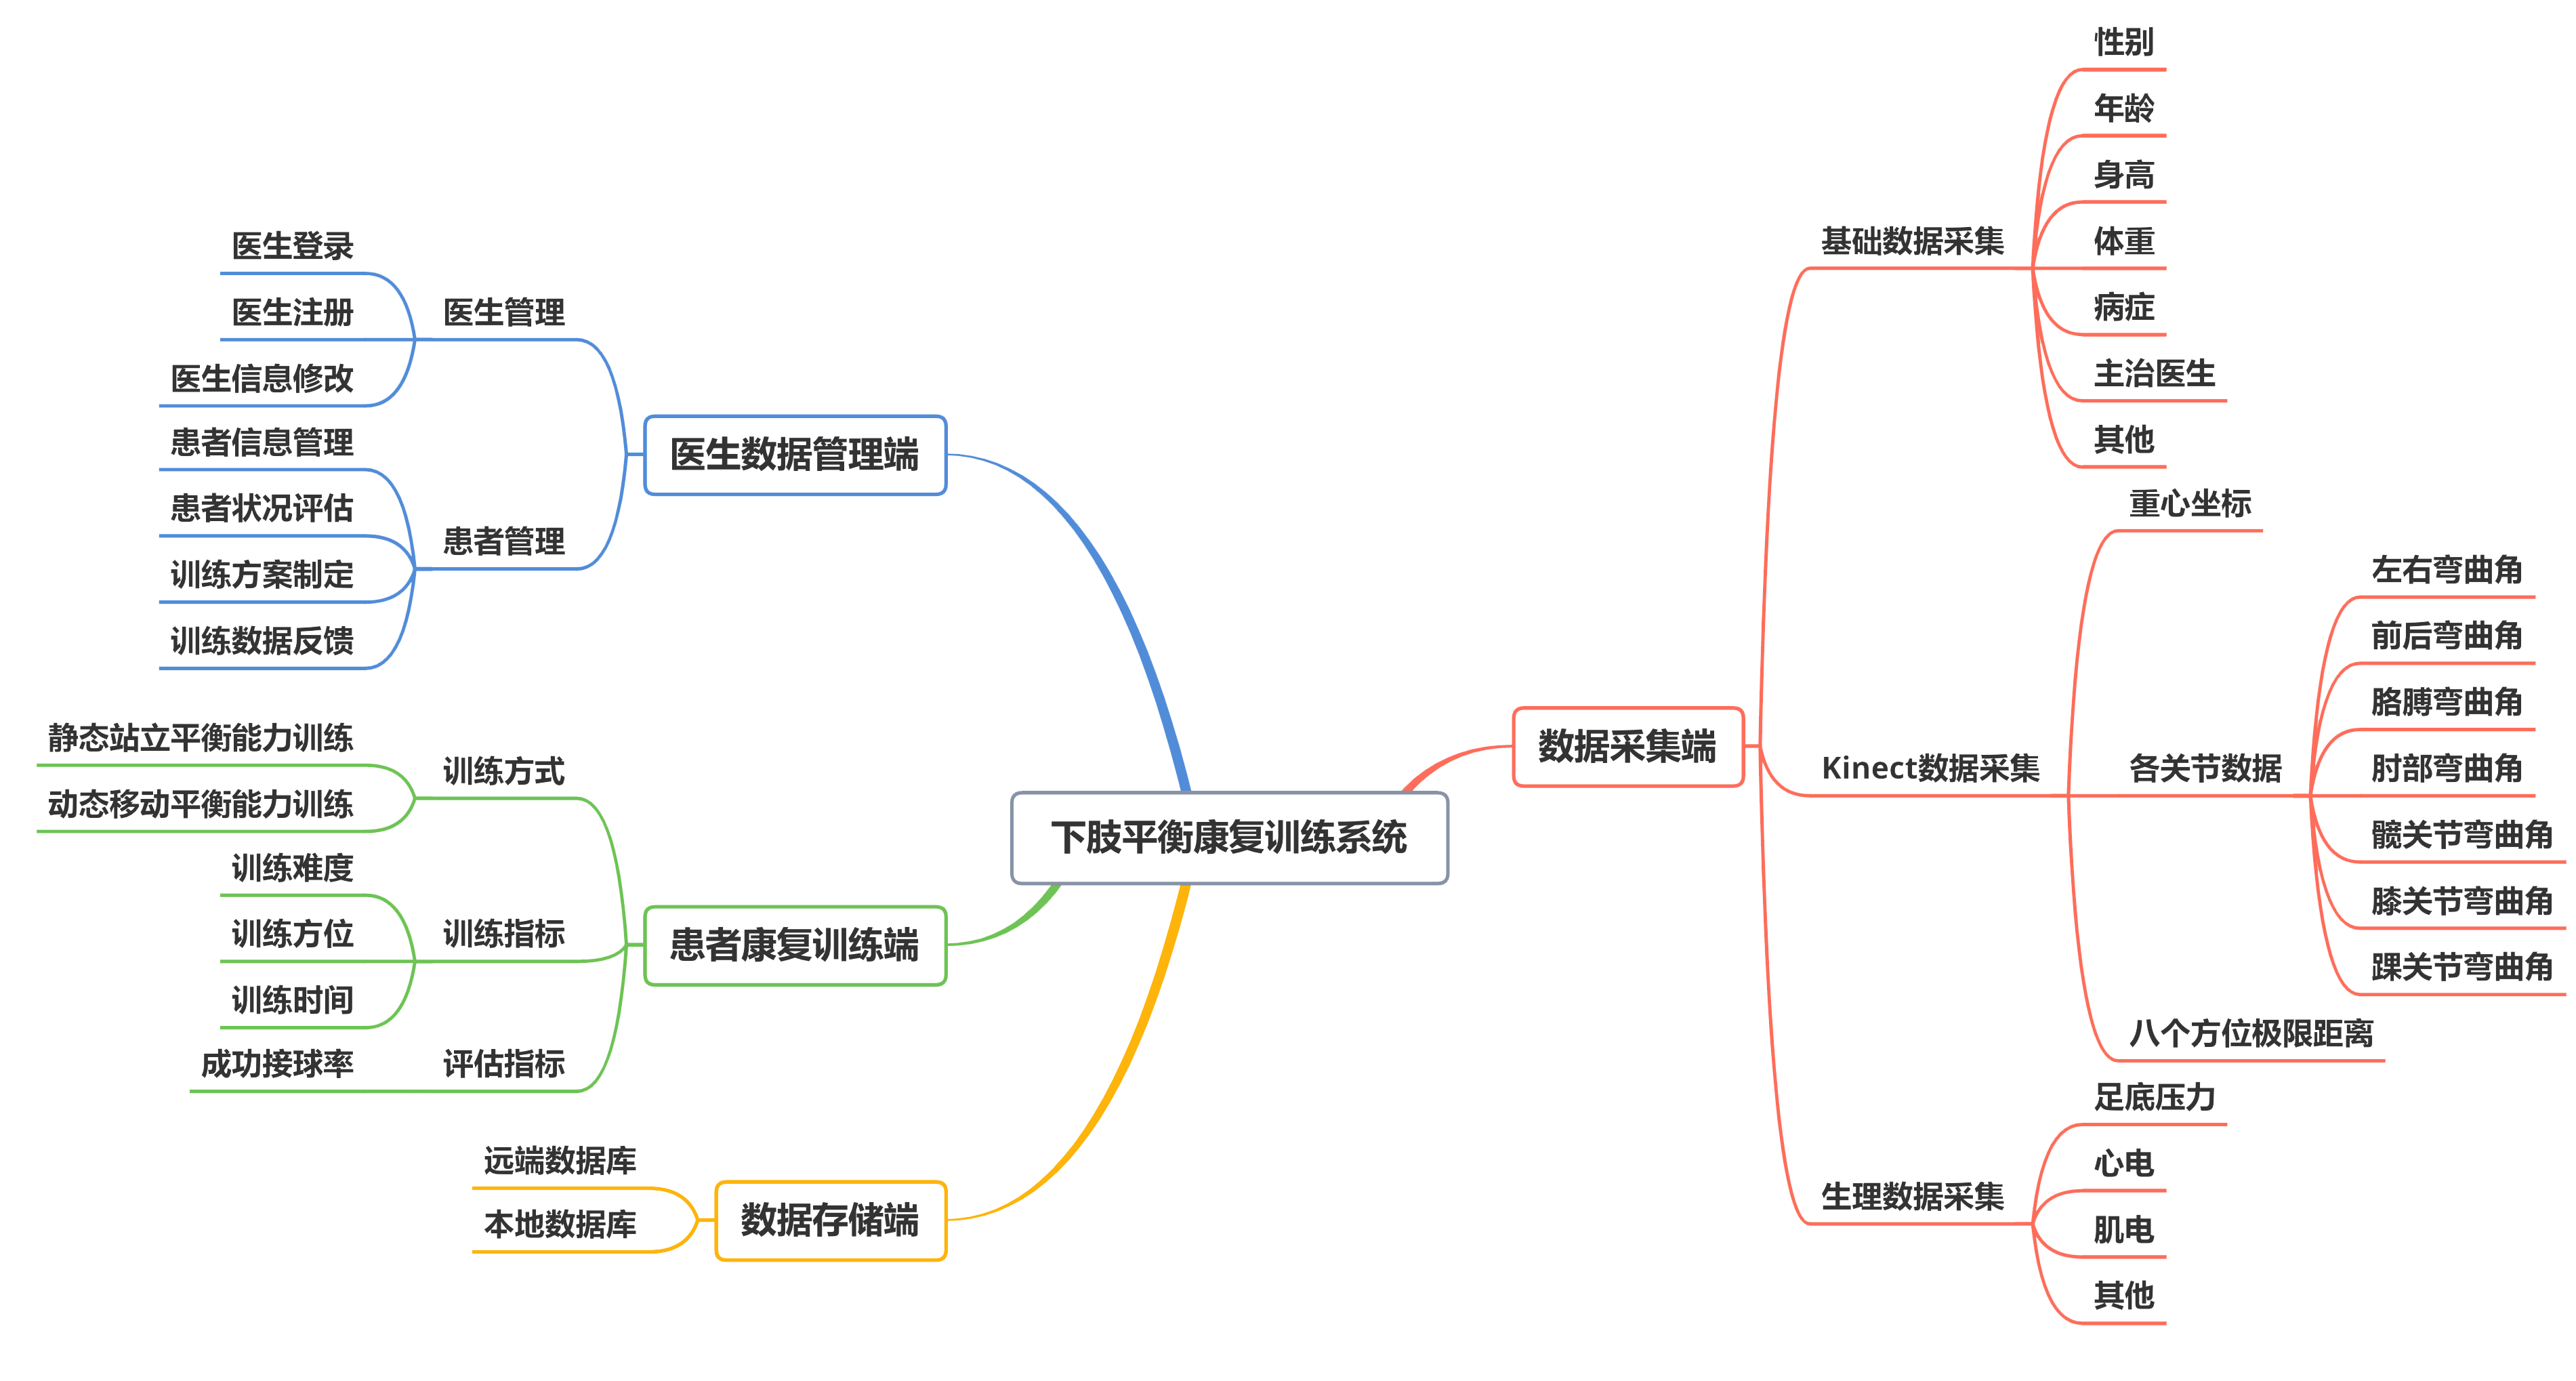 下肢平衡康复训练系统
医生数据管理端
医生管理
医生登录
医生注册
医生信息修改
患者管理
患者信息管理
患者状况评估
训练方案制定
训练数据反馈
患者康复训练端
训练方式
静态站立平衡能力训练
动态移动平衡能力训练
训练指标
训练难度
训练方位
训练时间
评估指标
成功接球率
数据存储端
远端数据库
本地数据库
数据采集端
基础数据采集
性别
年龄
身高
体重
病症
主治医生
其他
Kinect数据采集
重心坐标
各关节数据
左右弯曲角
前后弯曲角
胳膊弯曲角
肘部弯曲角
髋关节弯曲角
膝关节弯曲角
踝关节弯曲角
八个方位极限距离
生理数据采集
足底压力
心电
肌电
其他